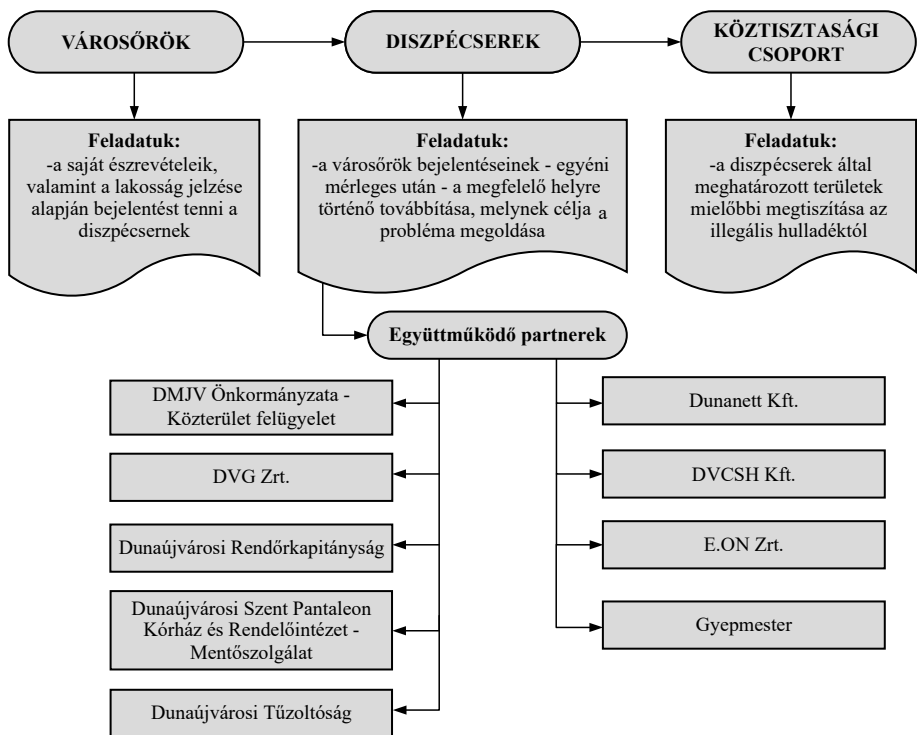 VÁROSŐRÖK
DISZPÉCSEREK
KÖZTISZTASÁGI
CSOPORT
Feladatuk:
-a saját észrevételeik,
valamint a lakosság jelzése
alapján bejelentést tenni a
diszpécsernek
Feladatuk:
-a városőrök bejelentéseinek - egyéni
mérleges után - a megfelelő helyre
történő továbbítása, melynek célja a
probléma megoldása
Feladatuk:
-a diszpécserek által
meghatározott területek
mielőbbi megtiszítása az
illegális hulladéktól
Együttműködő partnerek
DMJV Önkormányzata -
Közterület felügyelet
DVG Zrt.
Dunaújvárosi Rendőrkapitányság
Dunaújvárosi Szent Pantaleon
Kórház és Rendelőintézet -
Mentőszolgálat
Dunaújvárosi Tűzoltóság
Dunanett Kft.
DVCSH Kft.
E.ON Zrt.
Gyepmester